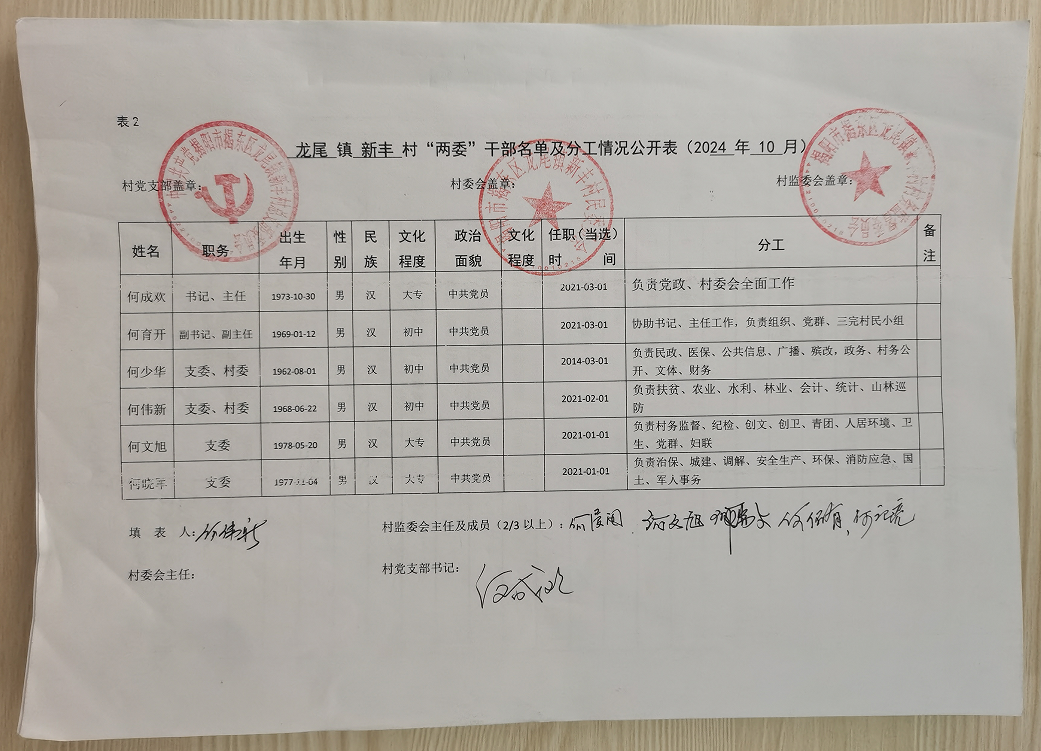 表 2
龙尾 镇 新丰 村“两委”干部名单及分工情况公开表（2024 年 10 月）
村党支部盖章： 村委会盖章： 村监委会盖章：
姓名 职务 出生年月 性别 民族 文化程度 政治面貌 文化程度 任职（当选）时 间 分工 备注
何成欢 书记、主任 1973-10-30 男 汉 大专 中共党员 2021-03-01 负责党政、村委会全面工作
何育开 副书记、副主任 1969-01-12 男 汉 初中 中共党员 2021-03-01 协助书记、主任工作，负责组织、党群、三完村民小组
何少华 支委、村委 1962-08-01 男 汉 初中 中共党员 2014-03-01 负责民政、医保、公共信息、广播、殡改，政务、村务公
开、文体、财务
何伟新 支委、村委 1968-06-22 男 汉 初中 中共党员 2021-02-01 负责扶贫、农业、水利、林业、会计、统计、山林巡
防
何文旭 支委 1978-05-20 男 汉 大专 中共党员 2021-01-01 负责村务监督、纪检、创文、创卫、青团、人居环境、卫
生、党群、妇联
支委 男 汉 大专 中共党员 2021-01-01 负责治保、城建、调解、安全生产、环保、消防应急、国
土、军人事务
填 表 人：何伟新 村监委会主任及成员（2/3 以上）：
村委会主任： 村党支部书记：何成欢